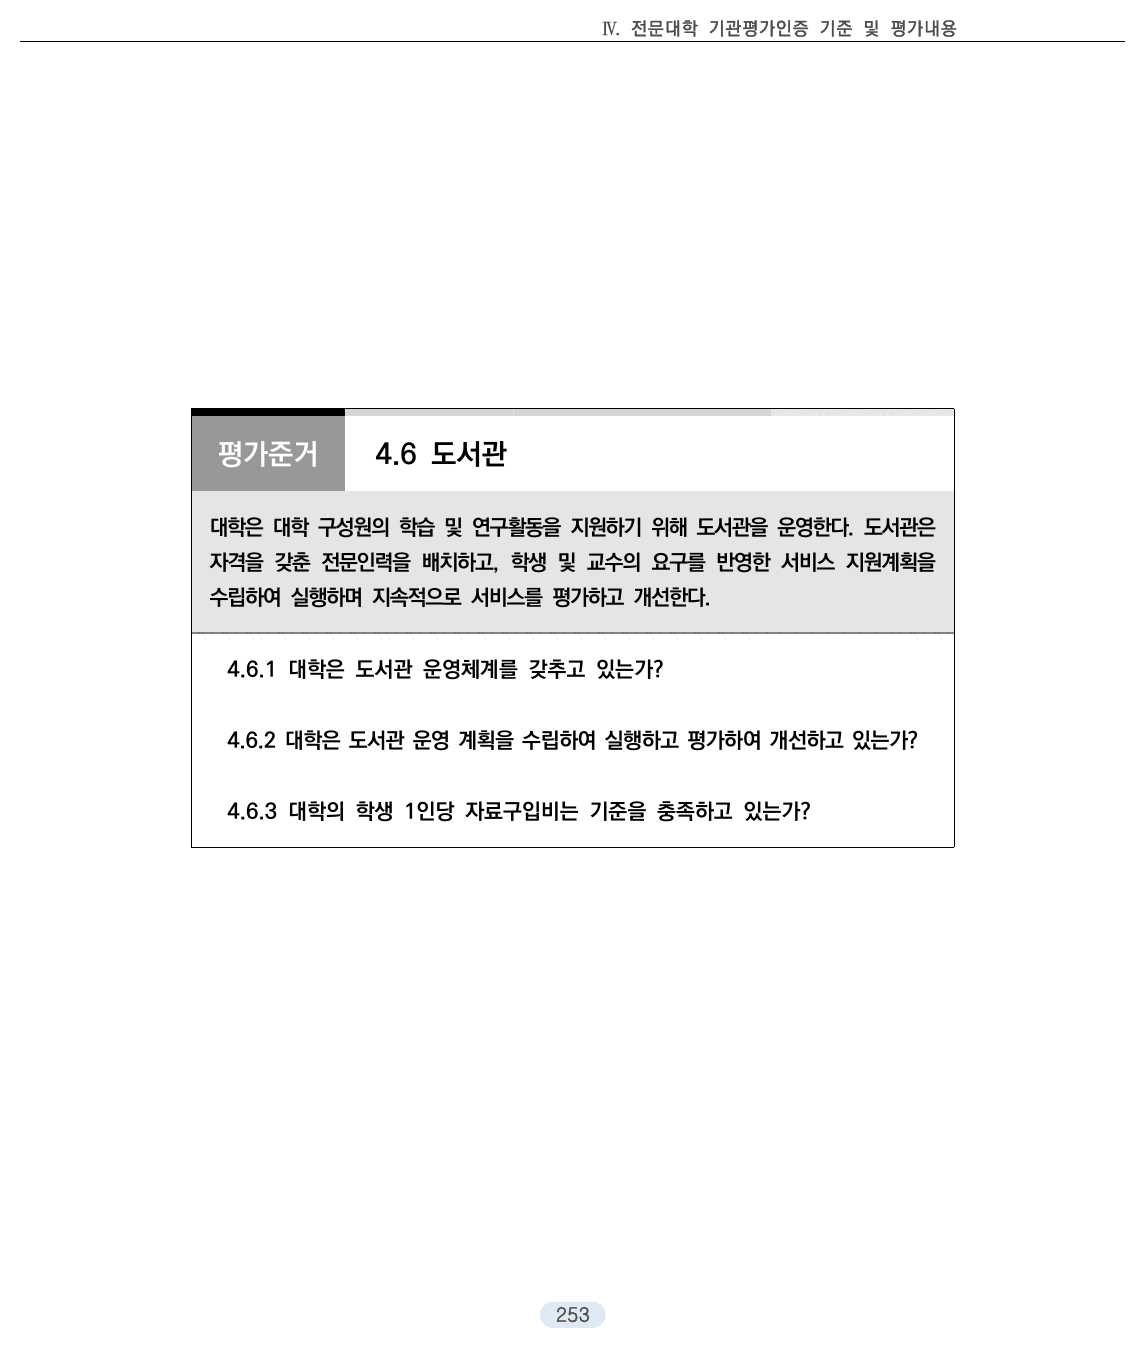 Ⅳ. 전문대학 기관평가인증 기준 및 평가내용
평가준거
4.6 도서관
대학은 대학 구성원의 학습 및 연구활동을 지원하기 위해 도서관을 운영한다. 도서관은
자격을 갖춘 전문인력을 배치하고, 학생 및 교수의 요구를 반영한 서비스 지원계획을
수립하여 실행하며 지속적으로 서비스를 평가하고 개선한다.
4.6.1 대학은 도서관 운영체계를 갖추고 있는가?
4.6.2 대학은 도서관 운영 계획을 수립하여 실행하고 평가하여 개선하고 있는가?
4.6.3 대학의 학생 1인당 자료구입비는 기준을 충족하고 있는가?
253